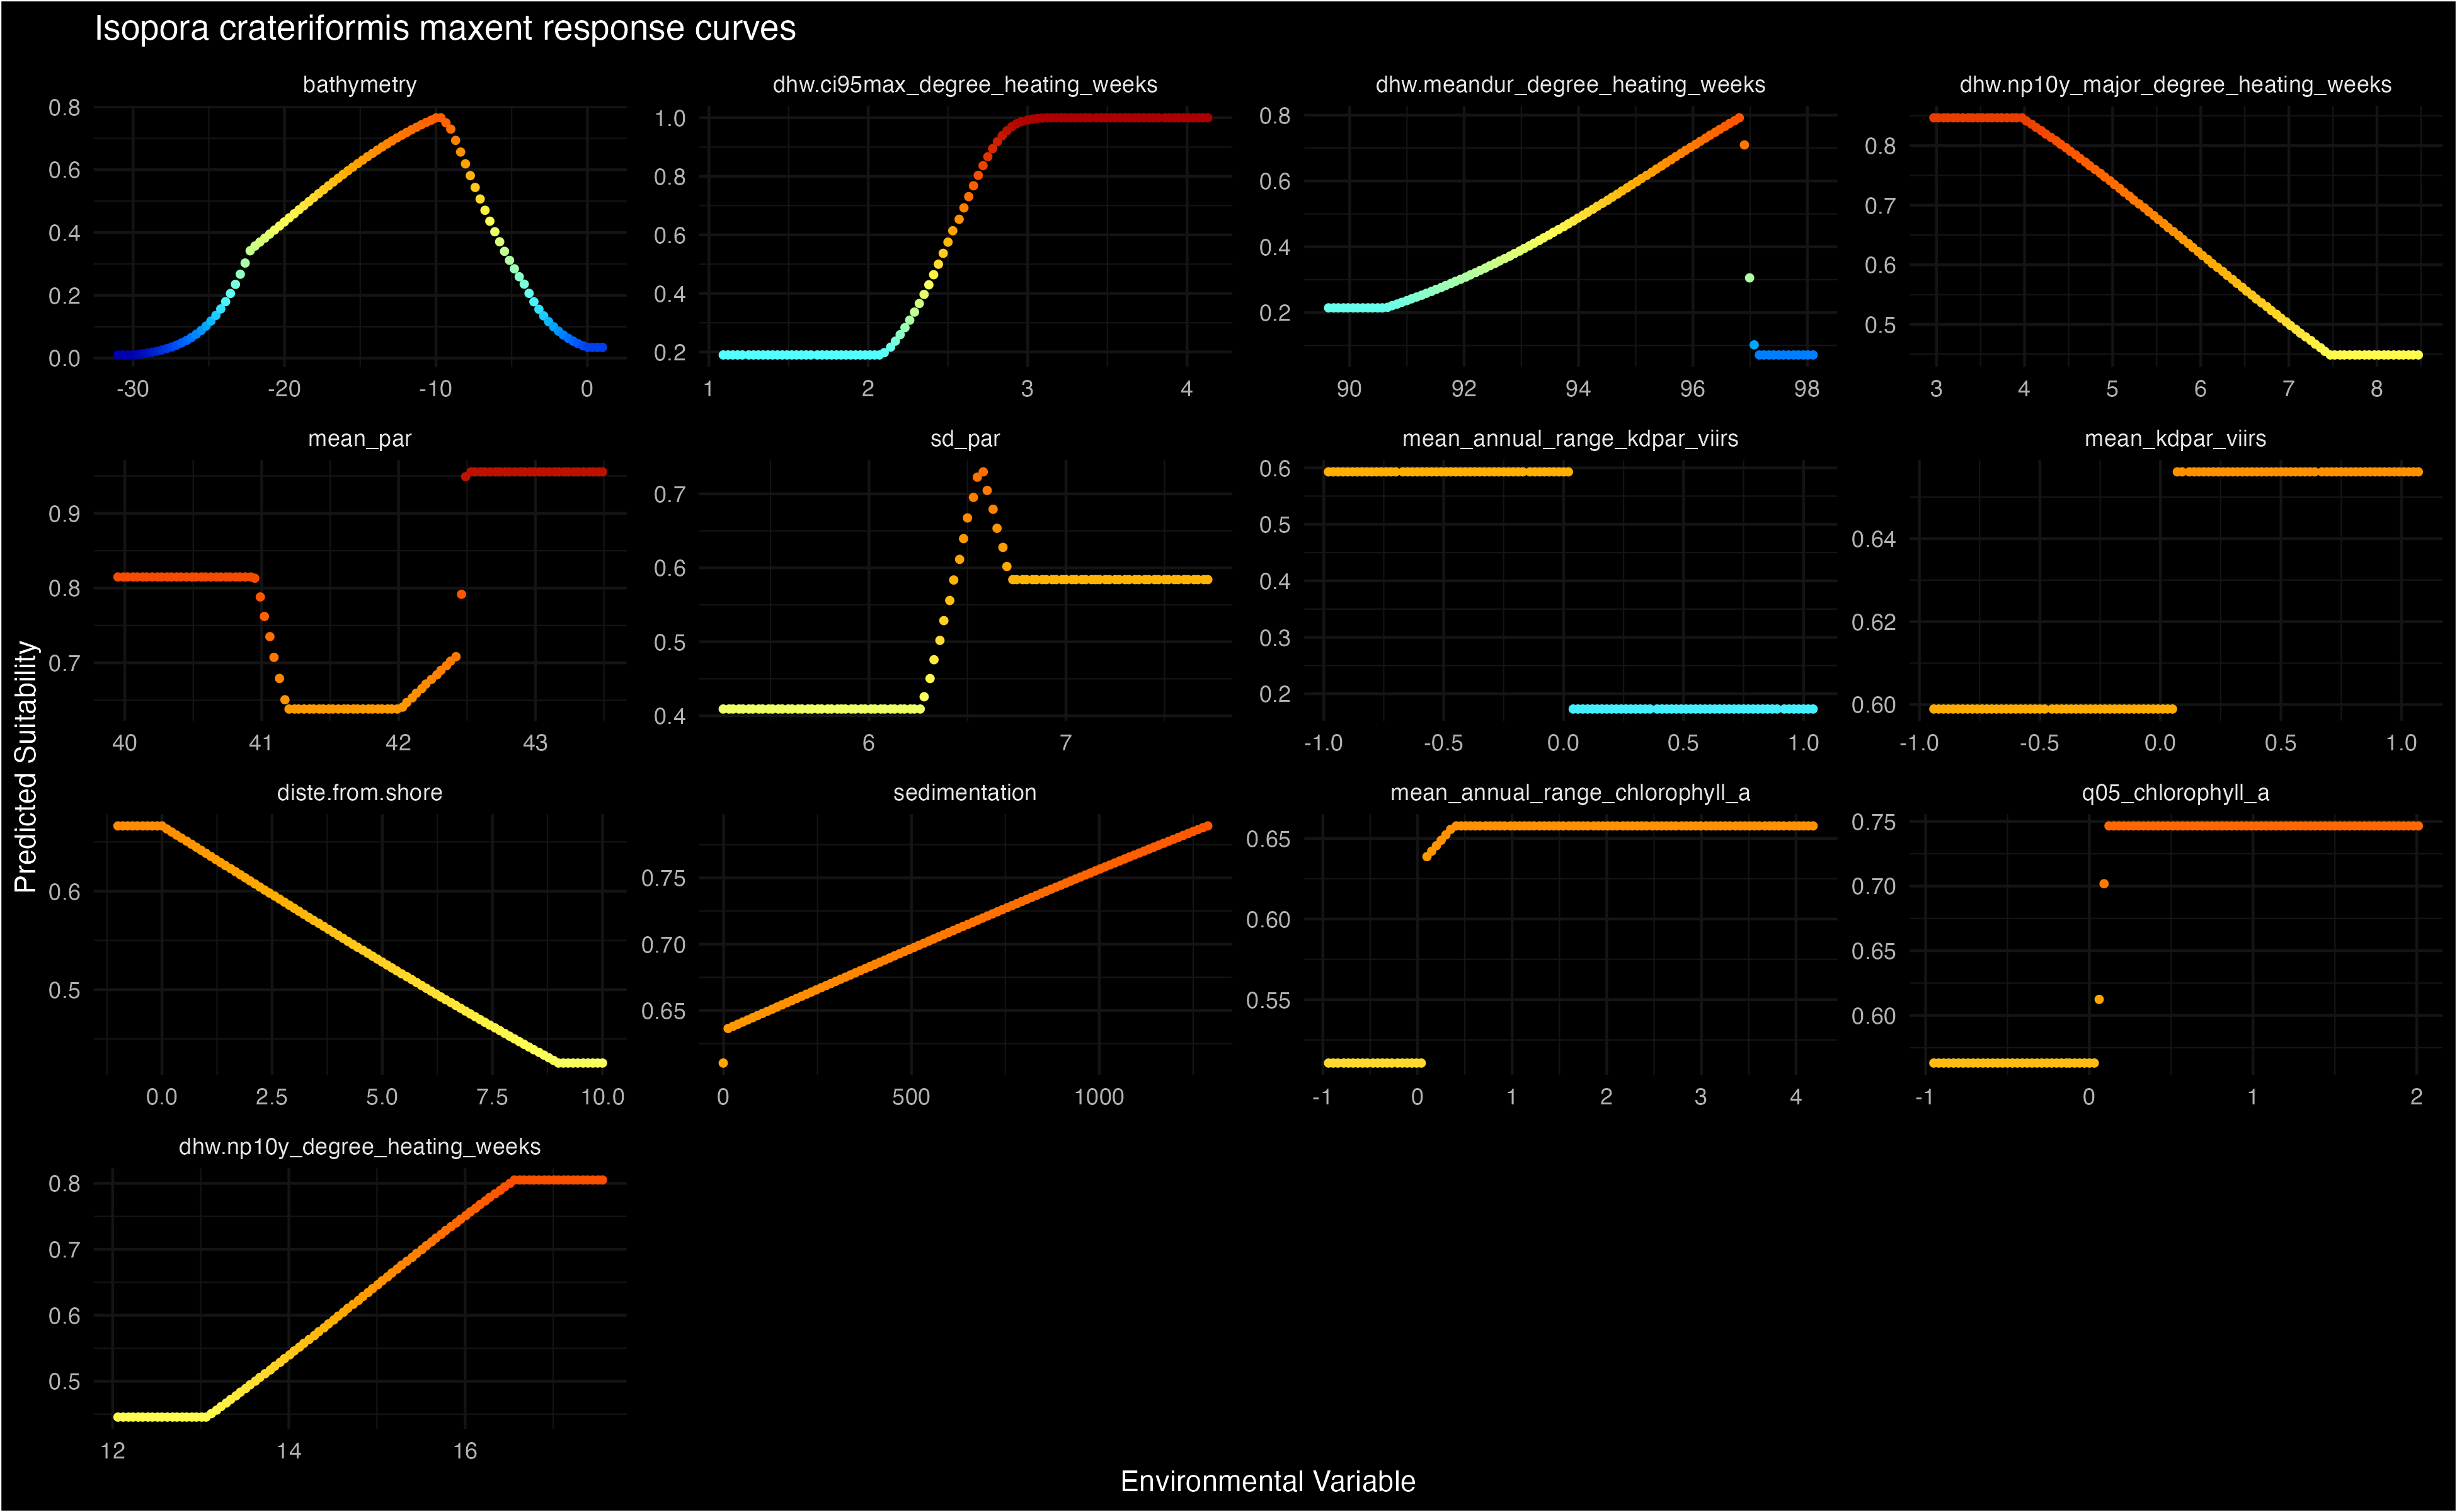 Isopora crateriformis maxent response curves
bathymetry
dhw.ci95max_degree_heating_weeks
dhw.meandur_degree_heating_weeks
dhw.np10y_major_degree_heating_weeks
0.8
0.6
0.4
0.2
0.0
-30 -20 -10 0
1.0
0.8
0.6
0.4
0.2
1 2 3 4
0.8
0.6
0.4
0.2
90 92 94 96 98
0.8
0.7
0.6
0.5
3 4 5 6 7 8
mean_par
sd_par
mean_annual_range_kdpar_viirs
mean_kdpar_viirs
0.9
0.8
0.7
40 41 42 43
0.7
0.6
0.5
0.4
6 7
0.6
0.5
0.4
0.3
0.2
-1.0 -0.5 0.0 0.5 1.0
0.64
0.62
0.60
-1.0 -0.5 0.0 0.5 1.0
Predicted Suitability
diste.from.shore
sedimentation
mean_annual_range_chlorophyll_a
q05_chlorophyll_a
0.6
0.5
0.0 2.5 5.0 7.5 10.0
0.75
0.70
0.65
0 500 1000
0.65
0.60
0.55
-1 0 1 2 3 4
0.75
0.70
0.65
0.60
-1 0 1 2
dhw.np10y_degree_heating_weeks
0.8
0.7
0.6
0.5
12 14 16
Environmental Variable